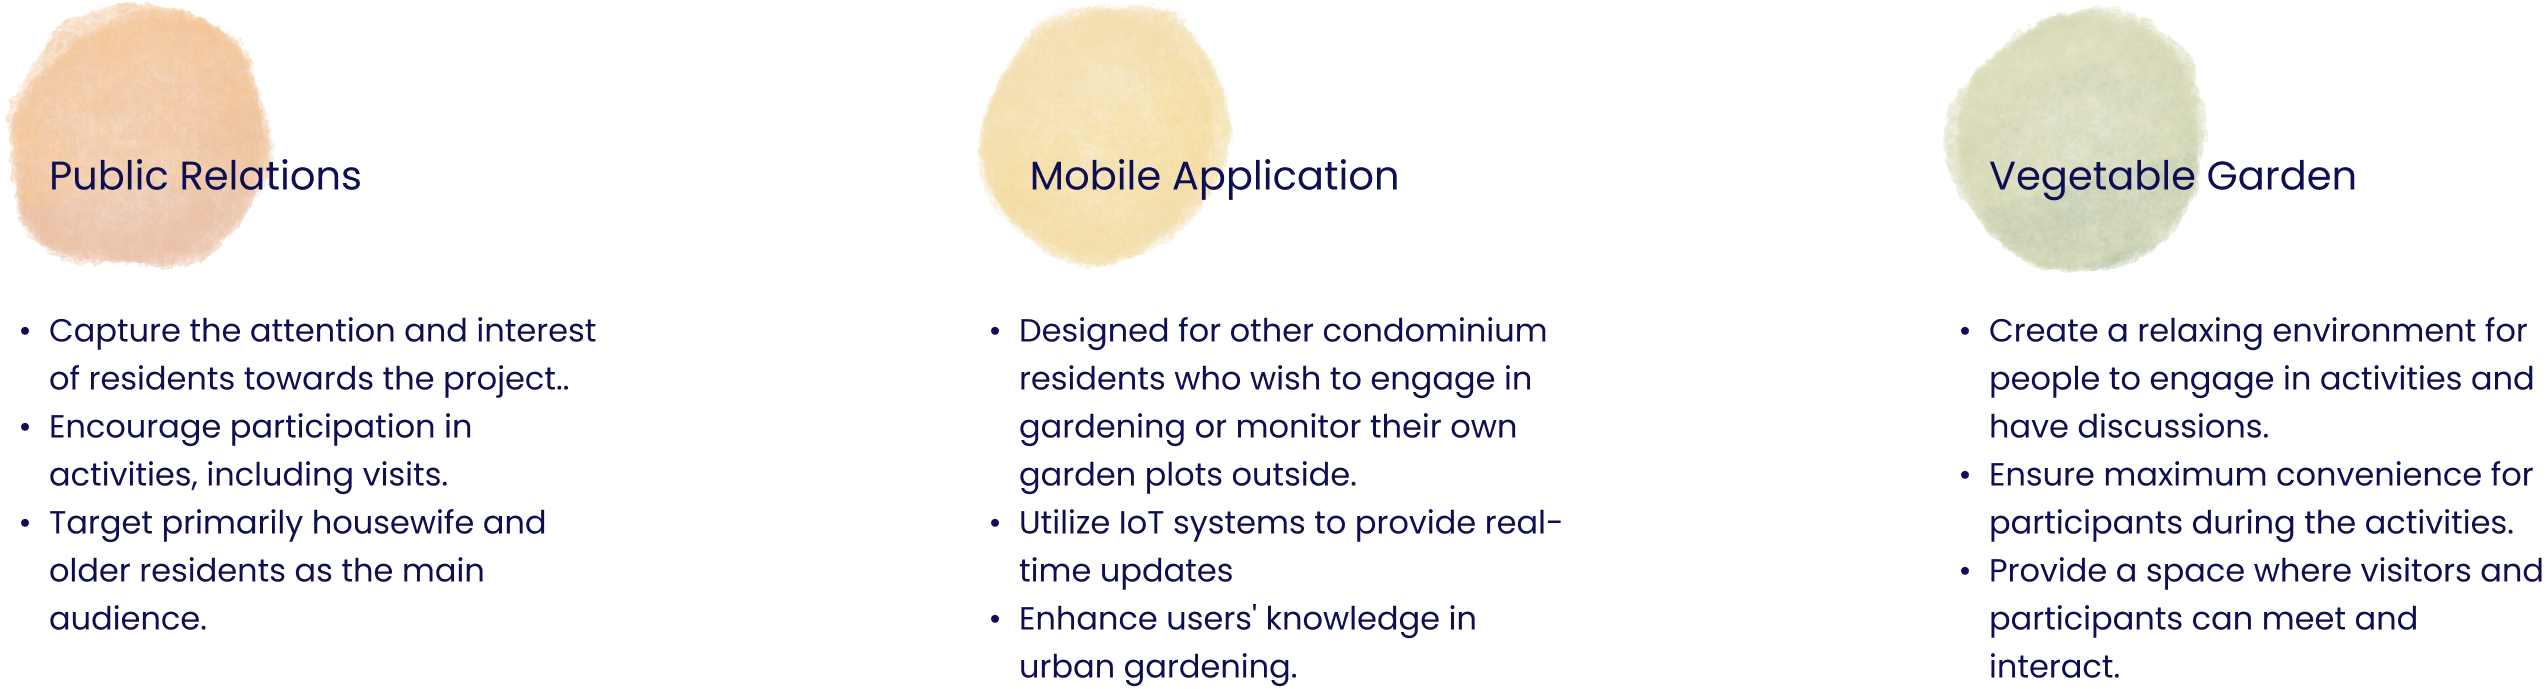 Public Relations
• Capture the attention and interest
of residents towards the project..
• Encourage participation in
activities, including visits.
• Target primarily housewife and
older residents as the main
audience.
Mobile Application
• Designed for other condominium
residents who wish to engage in
gardening or monitor their own
garden plots outside.
• Utilize IoT systems to provide real-
time updates
• Enhance users' knowledge in
urban gardening.
Vegetable Garden
• Create a relaxing environment for
people to engage in activities and
have discussions.
• Ensure maximum convenience for
participants during the activities.
• Provide a space where visitors and
participants can meet and
interact.